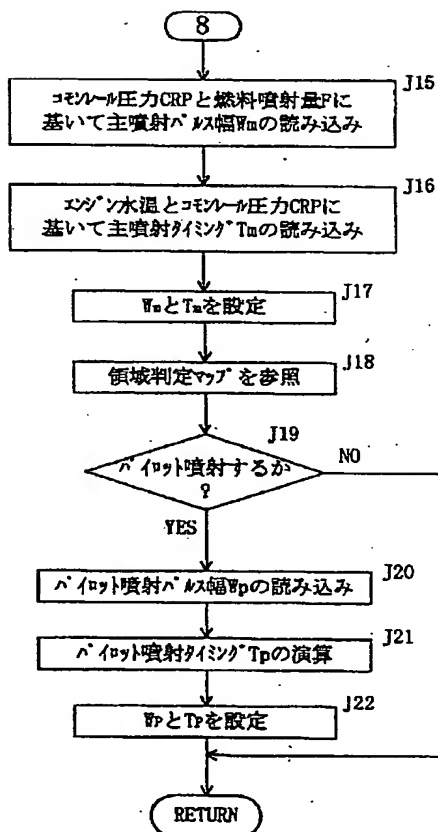 8
J15
コモンレール圧力CRPと燃料噴射量Fに
基いて主噴射パルス幅Wmの読み込み
J16
エンジン水温とコモンレール圧力CRPに
基いて主噴射タイミングTmの読み込み
J17
WmとTmを設定
J18
領域判定マップを参照
J19
パイロット噴射するか
?
NO
YES
J20
パイロット噴射パルス幅Wpの読み込み
J21
パイロット噴射タイミングTpの演算
J22
WPとTPを設定
RETURN